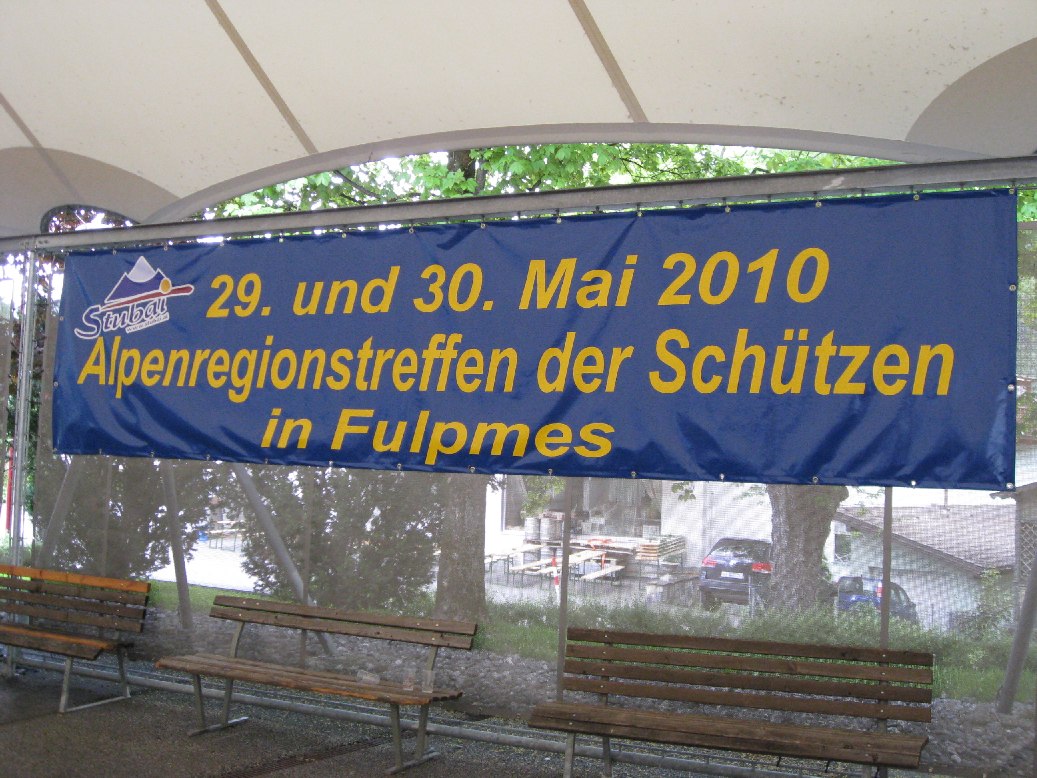 29. und 30. Mai 2010
Stubai
Alpenregionstreffen der Schützen
in Fulpmes